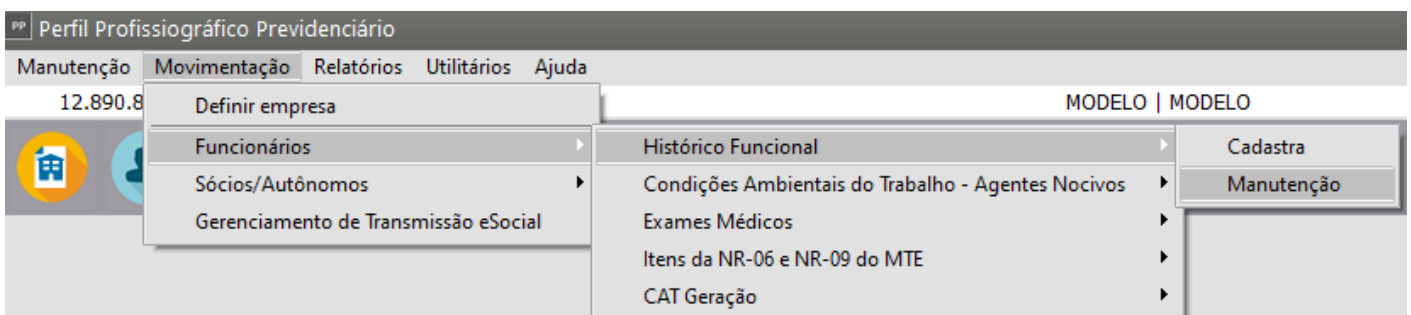 PP Perfil Profissiográfico Previdenciário
Manutenção Movimentação Relatórios Utilitários Ajuda
12.890.8 MODELO | MODELO
Definir empresa
Funcionários Histórico Funcional Cadastra
Sócios/Autônomos Condições Ambientais do Trabalho - Agentes Nocivos Manutenção
Gerenciamento de Transmissão eSocial Exames Médicos
Itens da NR-06 e NR-09 do MTE
CAT Geração